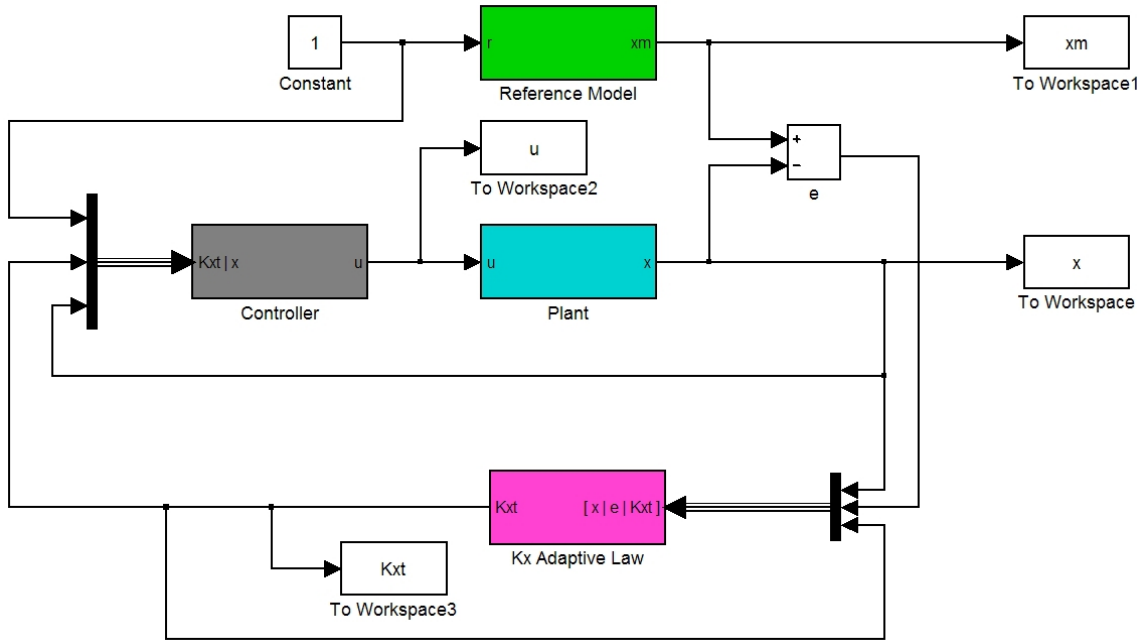 1
Constant
r
xm
Reference Model
xm
To Workspace1
u
To Workspace2
+
−
e
Kxt | x
u
Controller
u
x
Plant
x
To Workspace
Kxt
[ x | e | Kxt ]
Kx Adaptive Law
Kxt
To Workspace3